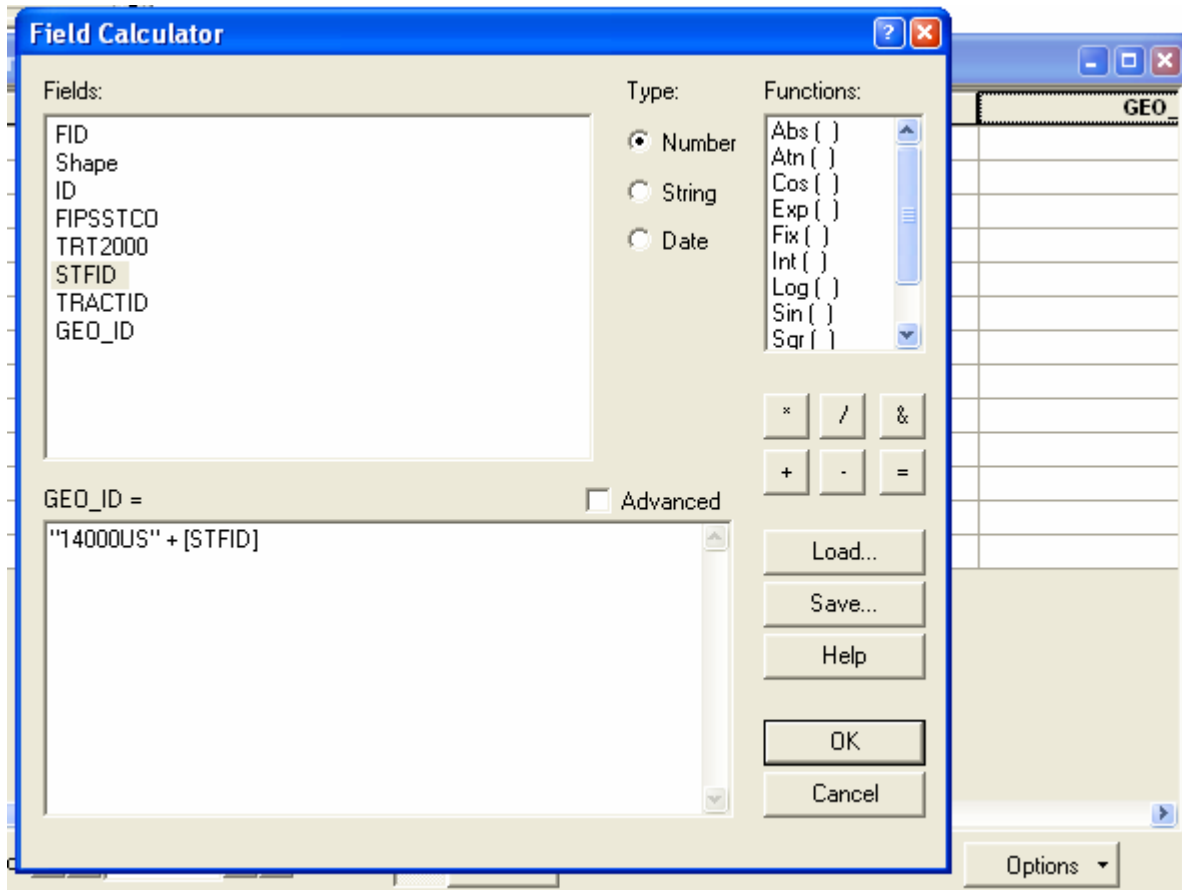 Field Calculator
Fields:
FID
Shape
ID
FIPSSTCO
TRT2000
STFID
TRACTID
GEO_ID
Type:
Number
String
Date
Functions:
Abs ( )
Atn ( )
Cos ( )
Exp ( )
Fix ( )
Int ( )
Log ( )
Sin ( )
Sqr ( )
* / &
+ - =
GEO_ID =
Advanced
"14000US" + [STFID]
Load...
Save...
Help
OK
Cancel
GEO_
Options